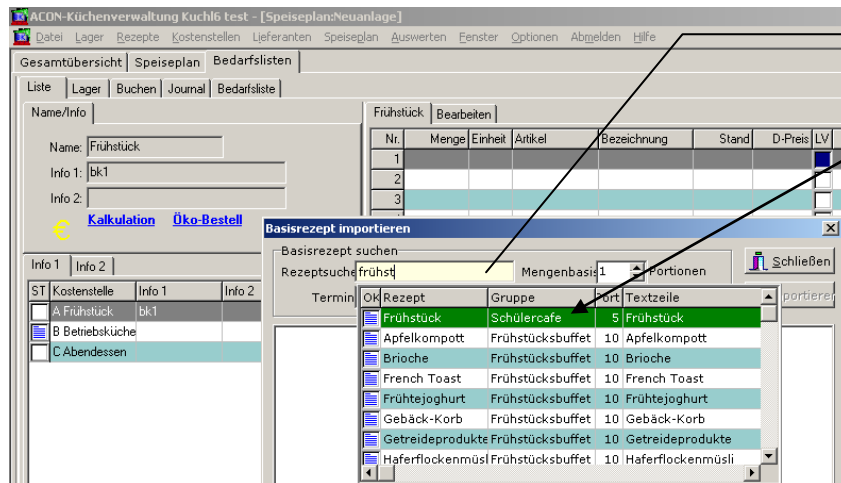 ACON-Küchenverwaltung Kuchl6 test - [Speiseplan:Neuanlage]
Datei Lager Rezepte Kostenstellen Lieferanten Speiseplan Auswerten Fenster Optionen Abmelden Hilfe
Gesamtübersicht Speiseplan Bedarfslisten
Liste Lager Buchen Journal Bedarfsliste
Name/Info
Name: Frühstück
Info 1: bk1
Info 2:
€ Kalkulation Öko-Bestell
Frühstück Bearbeiten
Nr. Menge Einheit Artikel Bezeichnung Stand D-Preis LV
1
2
3
Info 1 Info 2
ST Kostenstelle Info 1 Info 2
A Frühstück bk1
B Betriebsküche
C Abendessen
Basisrezept importieren
Basisrezept suchen
Rezeptsuche frühst Mengenbasis 1 Portionen Schließen
Termin
OK Rezept Gruppe Port Textzeile
Frühstück Schülercafe 5 Frühstück
Apfelkompott Frühstücksbuffet 10 Apfelkompott
Brioche Frühstücksbuffet 10 Brioche
French Toast Frühstücksbuffet 10 French Toast
Frühtejoghurt Frühstücksbuffet 10 Frühtejoghurt
Gebäck-Korb Frühstücksbuffet 10 Gebäck-Korb
Getreideprodukte Frühstücksbuffet 10 Getreideprodukte
Haferflockenmüsl Frühstücksbuffet 10 Haferflockenmüsli